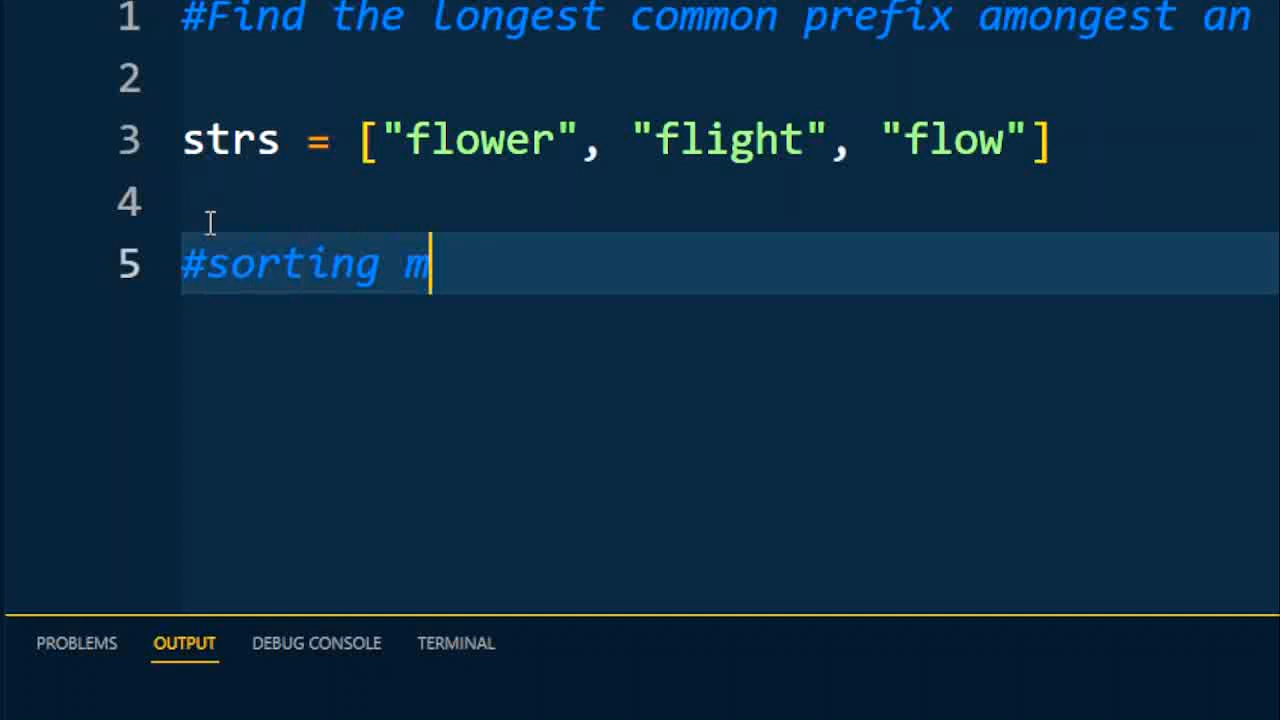 1 #Find the longest common prefix amongest an
2
3 strs = ["flower", "flight", "flow"]
4
5 #sorting m
PROBLEMS OUTPUT DEBUG CONSOLE TERMINAL